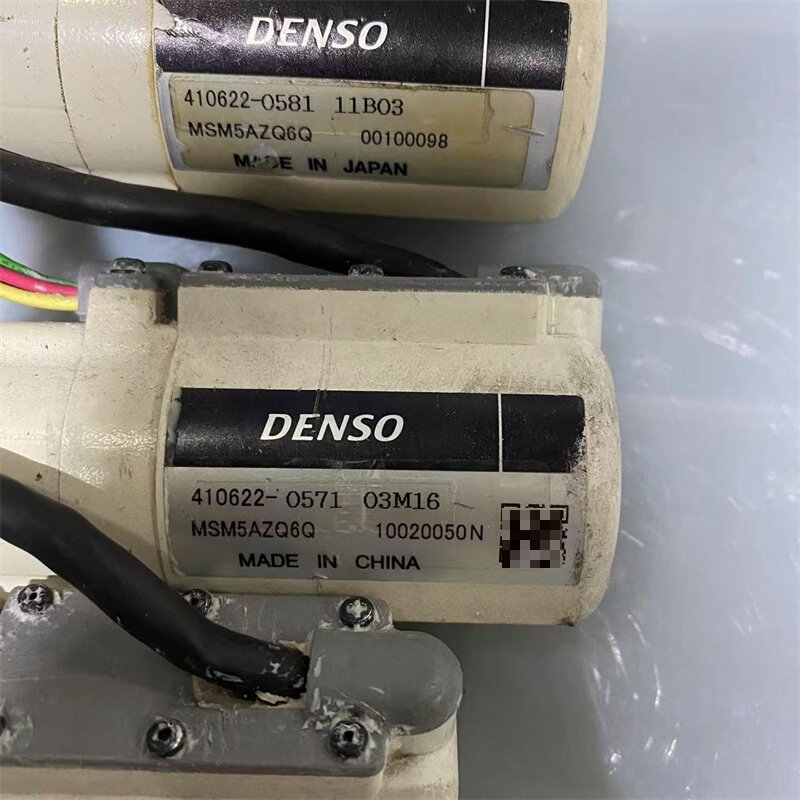 DENSO
410622-0581 11B03
MSM5AZQ6Q 00100098
MADE IN JAPAN
DENSO
410622-0571 03M16
MSM5AZQ6Q 10020050N
MADE IN CHINA